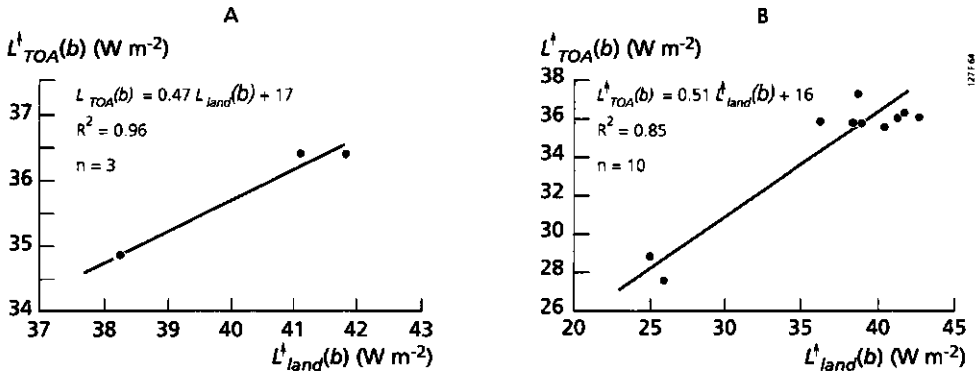 A
L↑TOA(b) (W m-2)
L TOA(b) = 0.47 L land(b) + 17
R2 = 0.96
n = 3
37
36
35
34
37 38 39 40 41 42 43
L↑land(b) (W m-2)
B
L↑TOA(b) (W m-2)
L↑TOA(b) = 0.51 L↑land(b) + 16
R2 = 0.85
n = 10
38
36
34
32
30
28
26
20 25 30 35 40 45
L↑land(b) (W m-2)